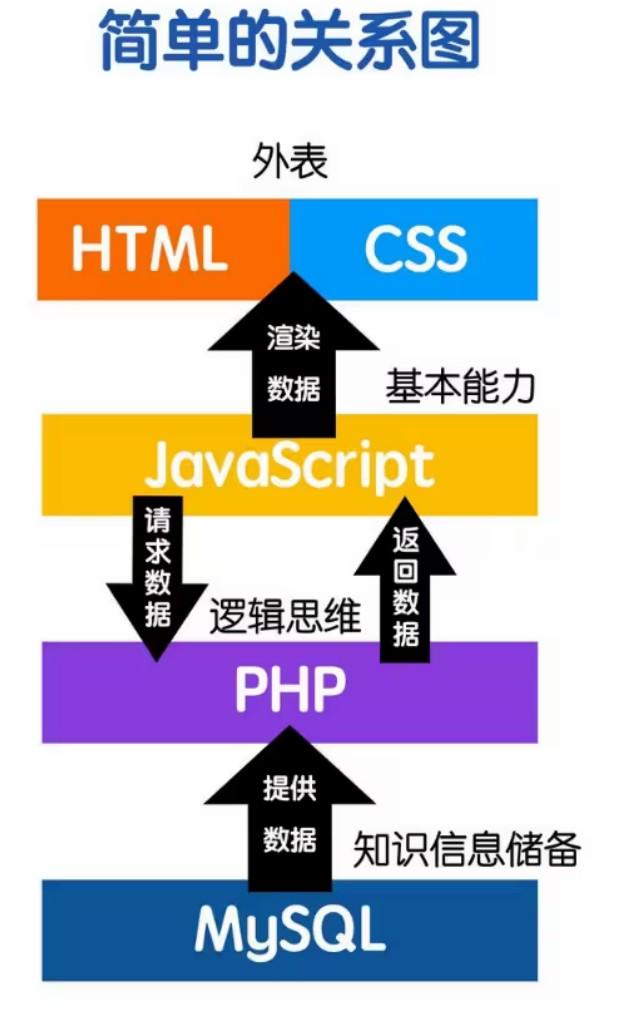 简单的关系图
外表
HTML
CSS
渲染
数据
基本能力
JavaScript
请求数据
返回数据
逻辑思维
PHP
提供
数据
知识信息储备
MySQL